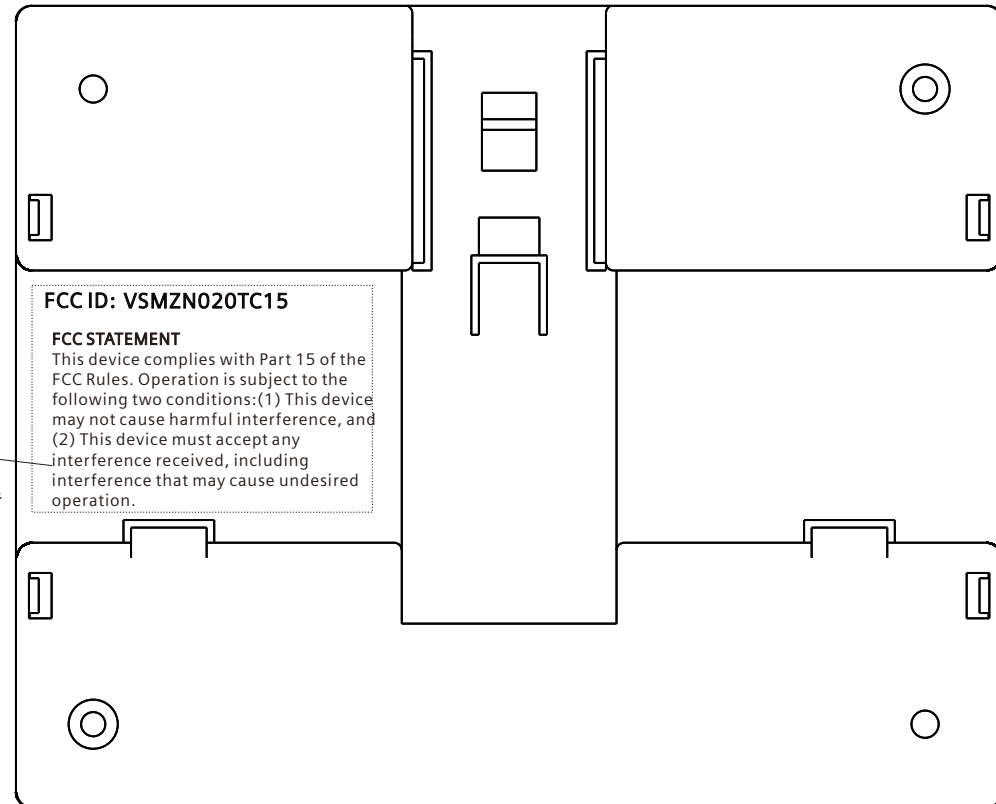 FCC ID: VSMZN020TC15
FCC STATEMENT
This device complies with Part 15 of the
FCC Rules. Operation is subject to the
following two conditions:(1) This device
may not cause harmful interference, and
(2) This device must accept any
interference received, including
interference that may cause undesired
operation.